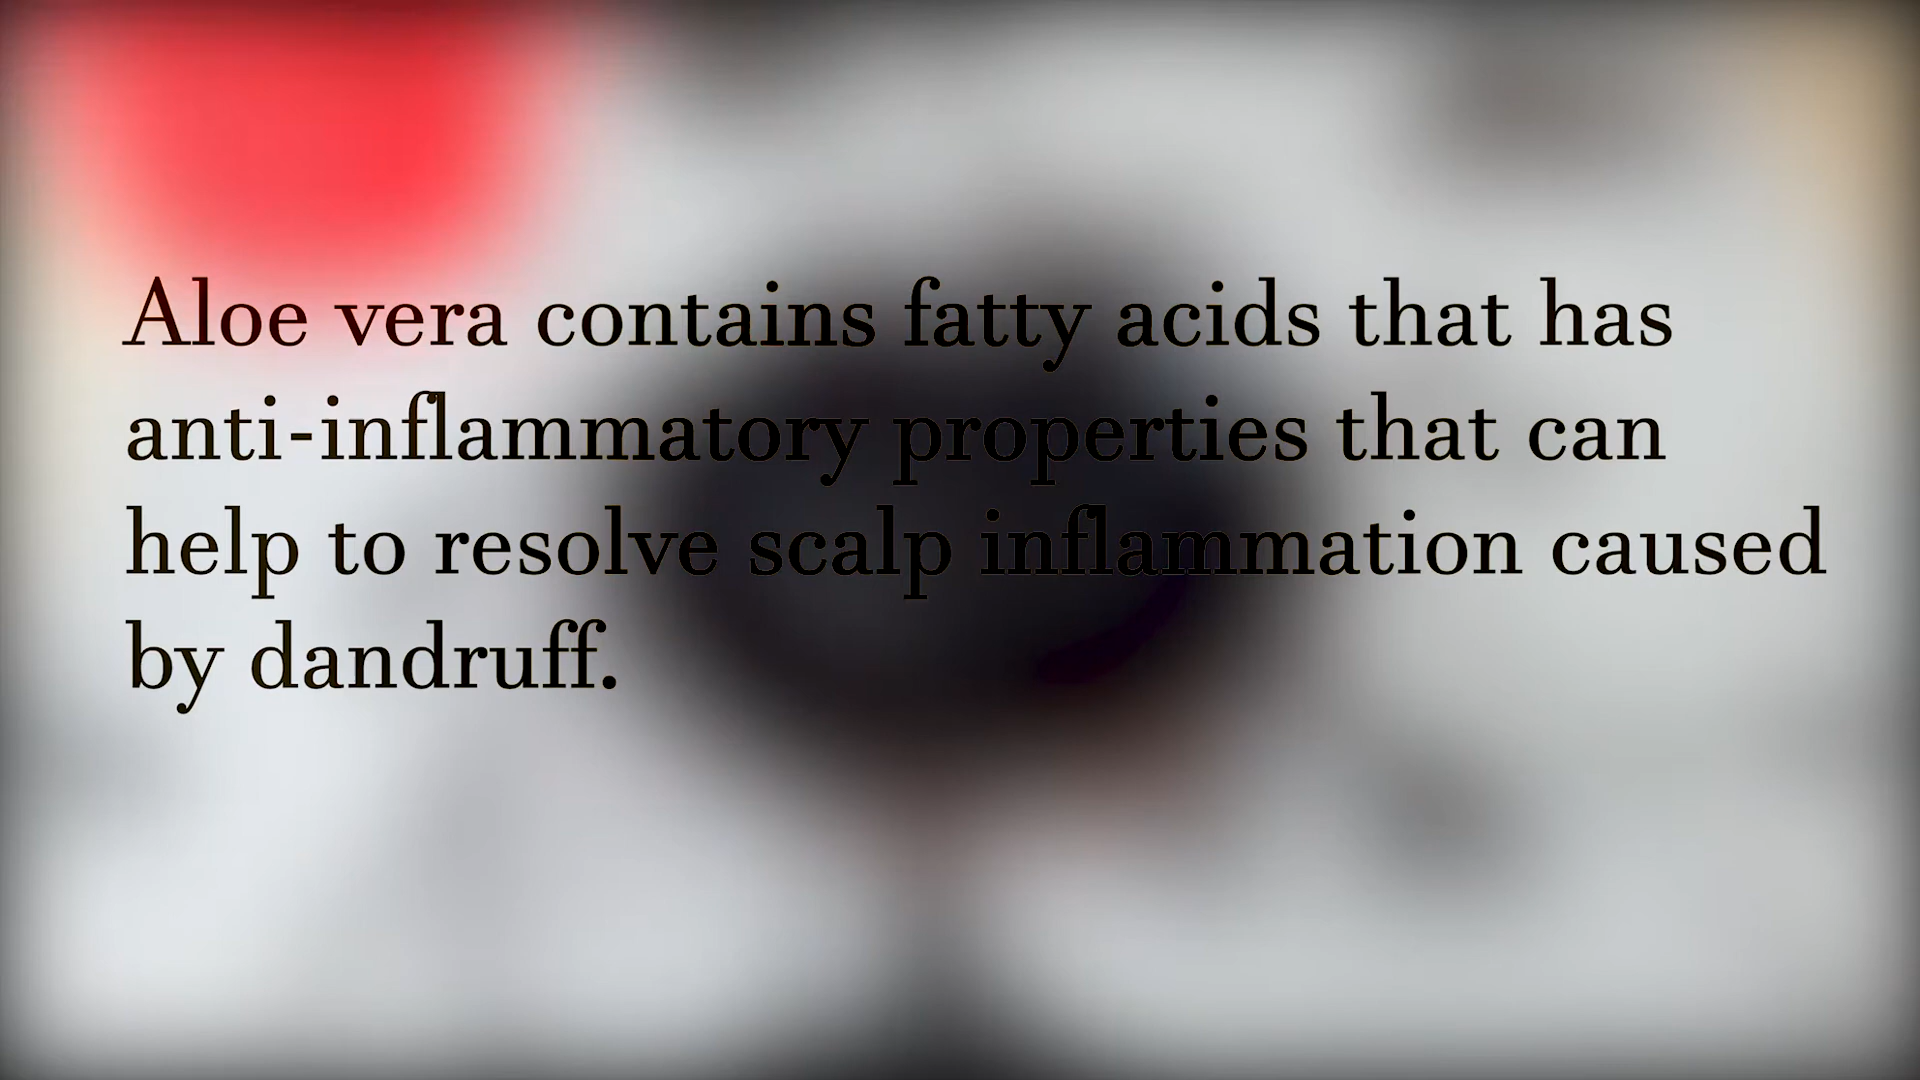 Aloe vera contains fatty acids that has
anti-inflammatory properties that can
help to resolve scalp inflammation caused
by dandruff.